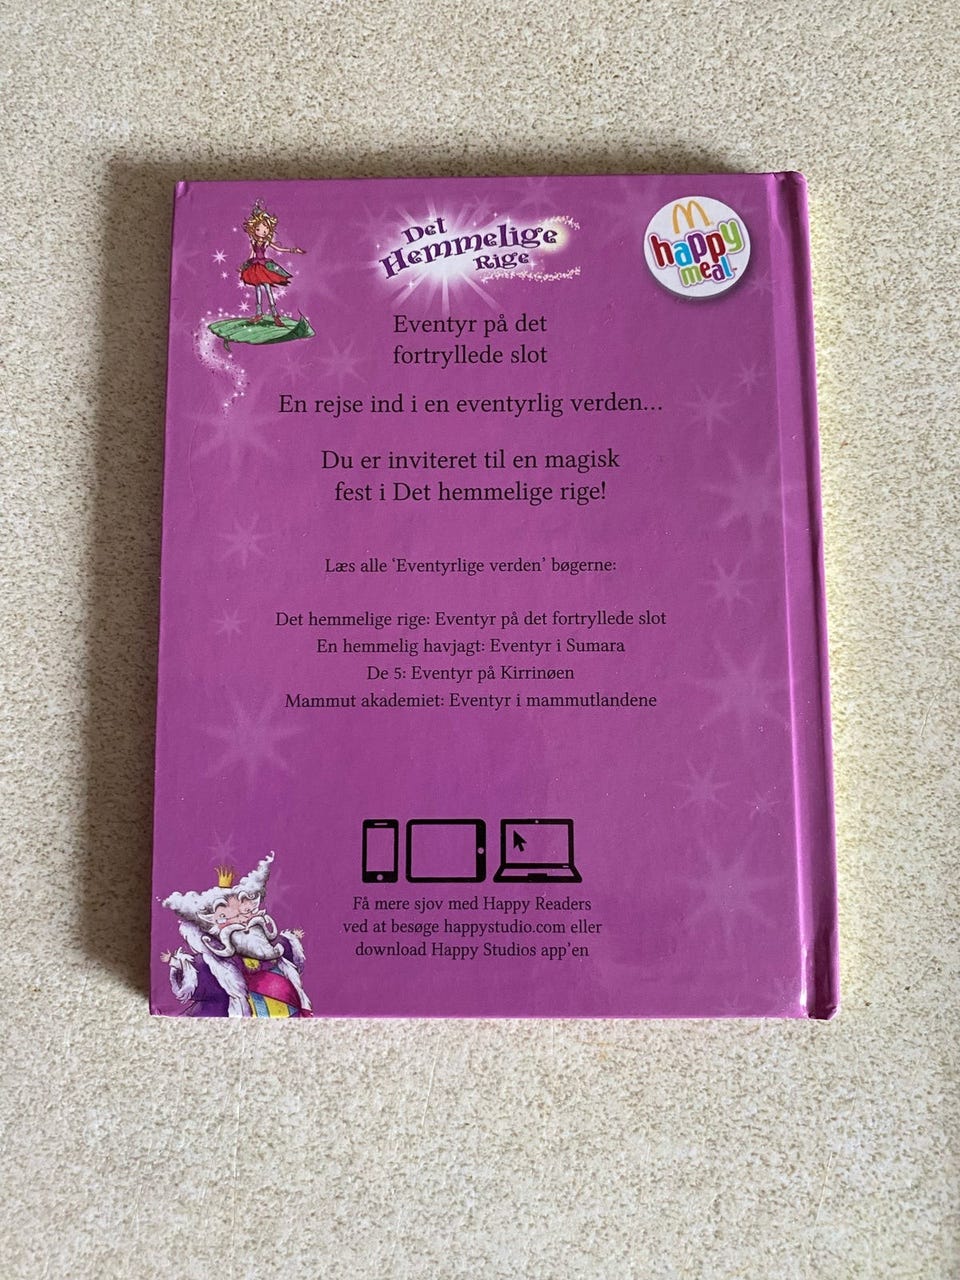 Det
Hemmelige
Rige
happy
meal
Eventyr på det
fortryllede slot
En rejse ind i en eventyrlig verden...
Du er inviteret til en magisk
fest i Det hemmelige rige!
Læs alle ‘Eventyrlige verden’ bøgerne:
Det hemmelige rige: Eventyr på det fortryllede slot
En hemmelig havjagt: Eventyr i Sumara
De 5: Eventyr på Kirrinøen
Mammut akademiet: Eventyr i mammutlandene
Få mere sjov med Happy Readers
ved at besøge happystudio.com eller
download Happy Studios app’en